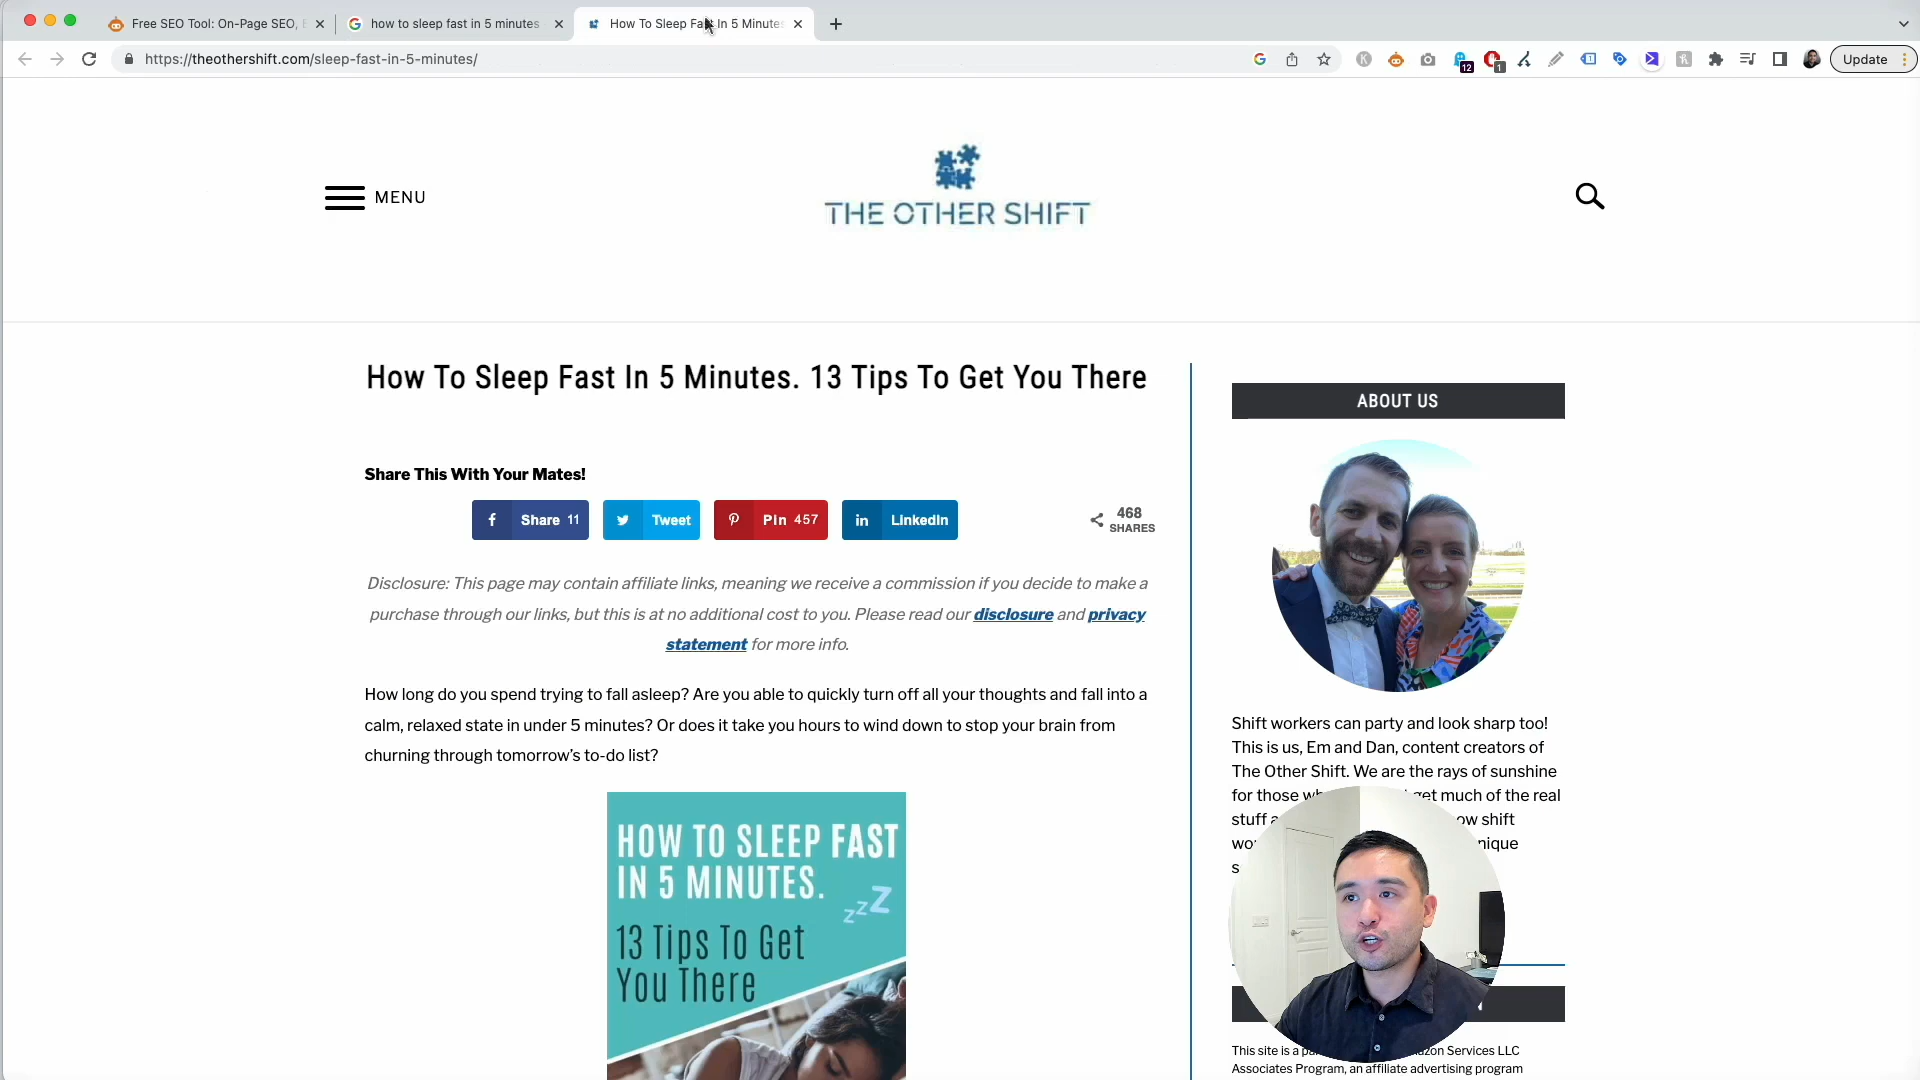 Free SEO Tool: On-Page SEO,
how to sleep fast in 5 minutes
How To Sleep Fast In 5 Minutes
https://theothershift.com/sleep-fast-in-5-minutes/
12
1
Update
MENU
THE OTHER SHIFT
How To Sleep Fast In 5 Minutes. 13 Tips To Get You There
Share This With Your Mates!
Share 11
Tweet
Pin 457
LinkedIn
468
SHARES
Disclosure: This page may contain affiliate links, meaning we receive a commission if you decide to make a
purchase through our links, but this is at no additional cost to you. Please read our disclosure and privacy
statement for more info.
How long do you spend trying to fall asleep? Are you able to quickly turn off all your thoughts and fall into a
calm, relaxed state in under 5 minutes? Or does it take you hours to wind down to stop your brain from
churning through tomorrow's to-do list?
HOW TO SLEEP FAST
IN 5 MINUTES.
zzZ
13 Tips To Get
You There
ABOUT US
Shift workers can party and look sharp too!
This is us, Em and Dan, content creators of
The Other Shift. We are the rays of sunshine
for those get much of the real
stuff shift
This site is a Services LLC
Associates Program, an affiliate advertising program